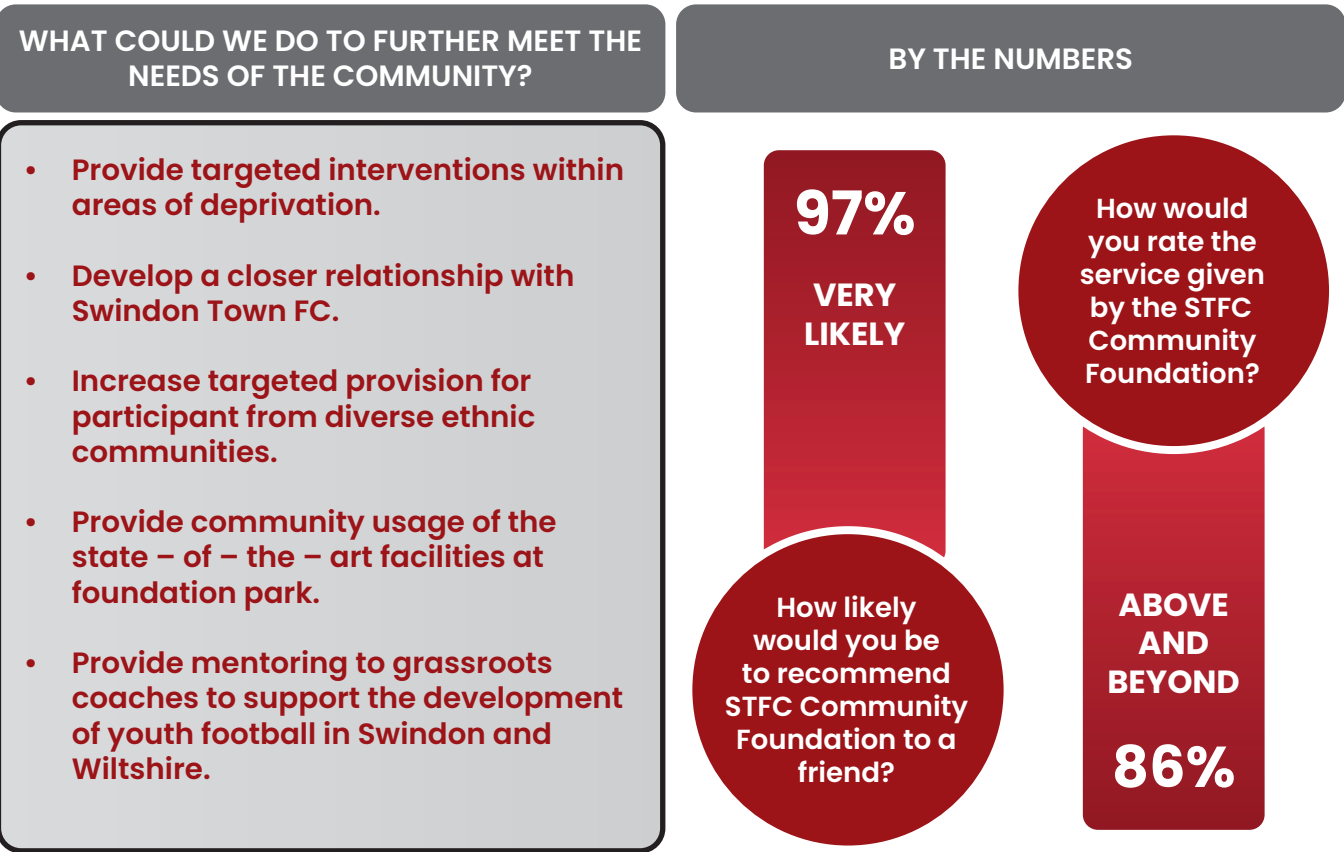 WHAT COULD WE DO TO FURTHER MEET THE
NEEDS OF THE COMMUNITY?
• Provide targeted interventions within
areas of deprivation.
• Develop a closer relationship with
Swindon Town FC.
• Increase targeted provision for
participant from diverse ethnic
communities.
• Provide community usage of the
state – of – the – art facilities at
foundation park.
• Provide mentoring to grassroots
coaches to support the development
of youth football in Swindon and
Wiltshire.
BY THE NUMBERS
97%
VERY
LIKELY
How likely
would you be
to recommend
STFC Community
Foundation to a
friend?
How would
you rate the
service given
by the STFC
Community
Foundation?
ABOVE
AND
BEYOND
86%